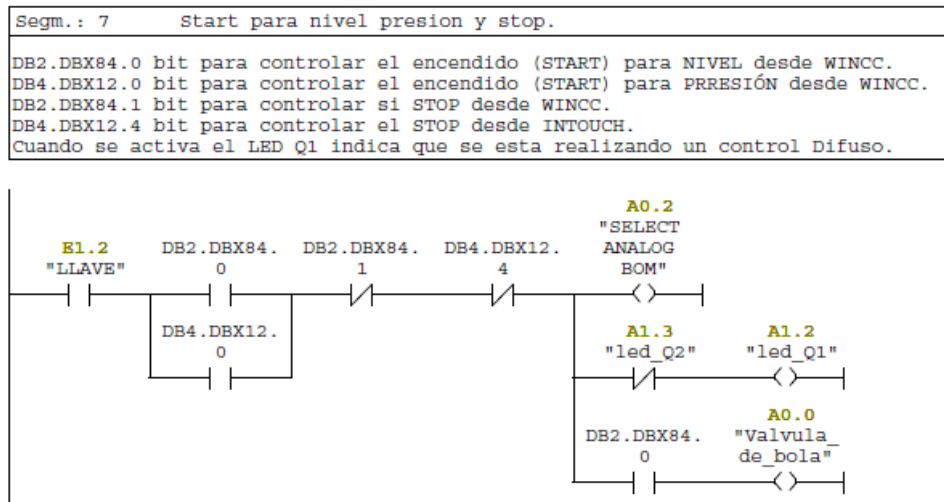 Segm.: 7 Start para nivel presion y stop.
DB2.DBX84.0 bit para controlar el encendido (START) para NIVEL desde WINCC.
DB4.DBX12.0 bit para controlar el encendido (START) para PRRESIÓN desde WINCC.
DB2.DBX84.1 bit para controlar si STOP desde WINCC.
DB4.DBX12.4 bit para controlar el STOP desde INTOUCH.
Cuando se activa el LED Q1 indica que se esta realizando un control Difuso.
A0.2
"SELECT
E1.2 DB2.DBX84. DB2.DBX84. DB4.DBX12. ANALOG
"LLAVE" 0 1 4 BOM"
DB4.DBX12. A1.3 A1.2
0 "led_Q2" "led_Q1"
A0.0
DB2.DBX84. "Valvula_
0 de_bola"